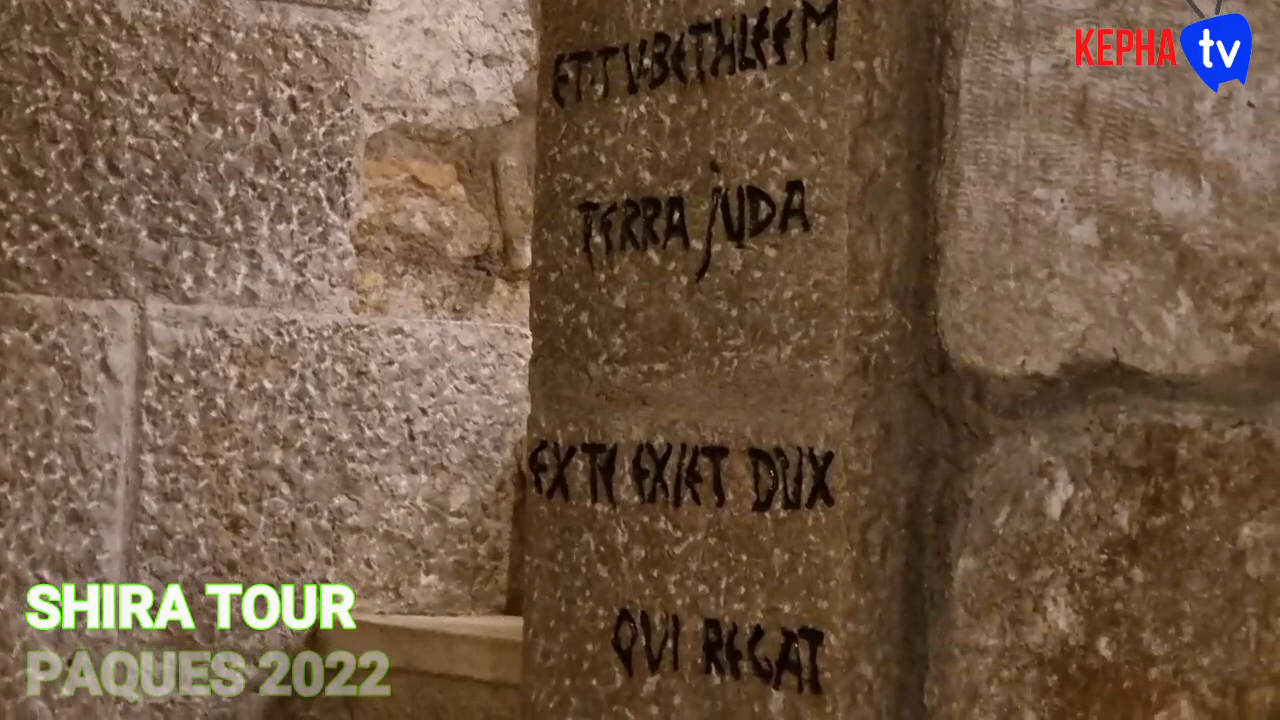 ET TV BETHLEEM
KEPHA tv
TERRA jUDA
EX TE EXIET DUX
QVI REGAT
SHIRA TOUR
PAQUES 2022